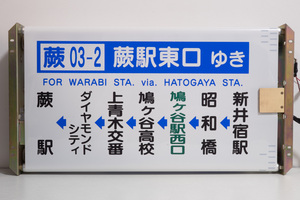 蕨 03-2 蕨駅東口 ゆき
FOR WARABI STA. via. HATOGAYA STA.
新井宿駅
昭和橋
鳩ヶ谷駅西口
鳩ヶ谷高校
上青木交番
ダイヤモンドシティ
蕨駅